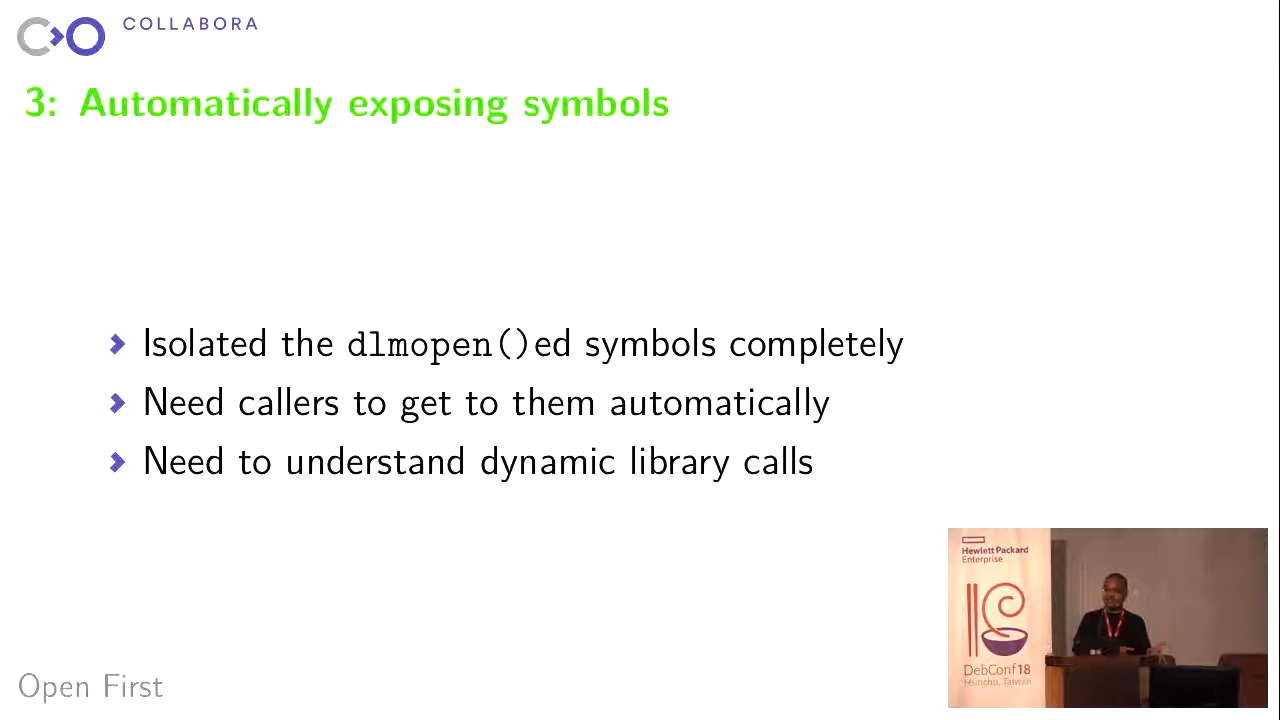 COLLABORA
3: Automatically exposing symbols
Isolated the dlmopen()ed symbols completely
Need callers to get to them automatically
Need to understand dynamic library calls
Hewlett Packard
Enterprise
DebConf18
Hsinchu, Taiwan
Open First